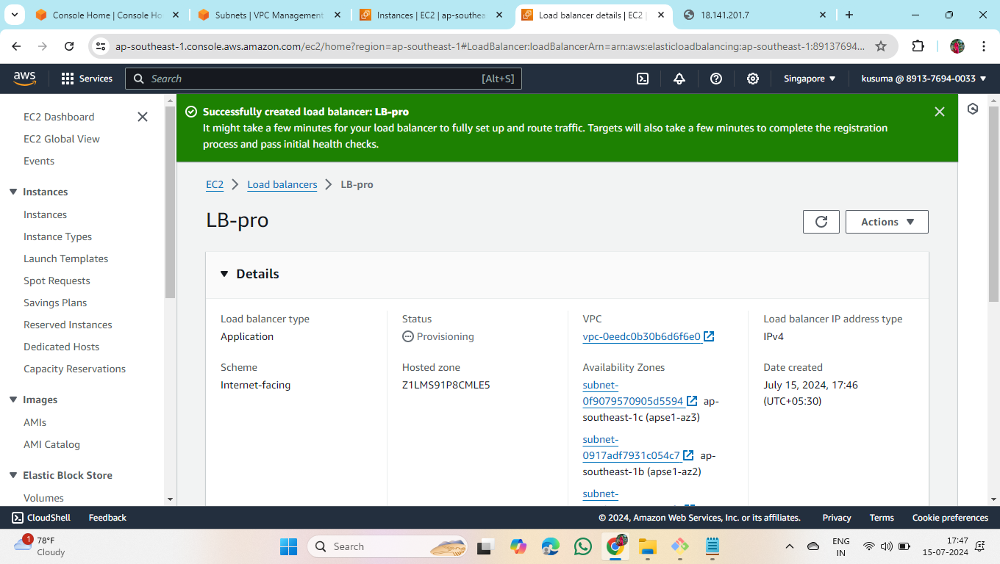 Console Home | Console Ho
Subnets | VPC Management
Instances | EC2 | ap-southea
Load balancer details | EC2 |
18.141.201.7
ap-southeast-1.console.aws.amazon.com/ec2/home?region=ap-southeast-1#LoadBalancer:loadBalancerArn=arn:aws:elasticloadbalancing:ap-southeast-1:89137694...
aws
Services
Search
[Alt+S]
Singapore
kusuma @ 8913-7694-0033
EC2 Dashboard
EC2 Global View
Events
Instances
Instances
Instance Types
Launch Templates
Spot Requests
Savings Plans
Reserved Instances
Dedicated Hosts
Capacity Reservations
Images
AMIs
AMI Catalog
Elastic Block Store
Volumes
Successfully created load balancer: LB-pro
It might take a few minutes for your load balancer to fully set up and route traffic. Targets will also take a few minutes to complete the registration
process and pass initial health checks.
EC2
Load balancers
LB-pro
LB-pro
Actions
Details
Load balancer type
Application
Scheme
Internet-facing
Status
Provisioning
Hosted zone
Z1LMS91P8CMLE5
VPC
vpc-0eedc0b30b6d6f6e0
Availability Zones
subnet-
0f9079570905d5594 ap-
southeast-1c (apse1-az3)
subnet-
0917adf7931c054c7 ap-
southeast-1b (apse1-az2)
subnet-
Load balancer IP address type
IPv4
Date created
July 15, 2024, 17:46
(UTC+05:30)
CloudShell
Feedback
© 2024, Amazon Web Services, Inc. or its affiliates.
Privacy
Terms
Cookie preferences
1
78°F
Cloudy
Search
ENG
IN
17:47
15-07-2024